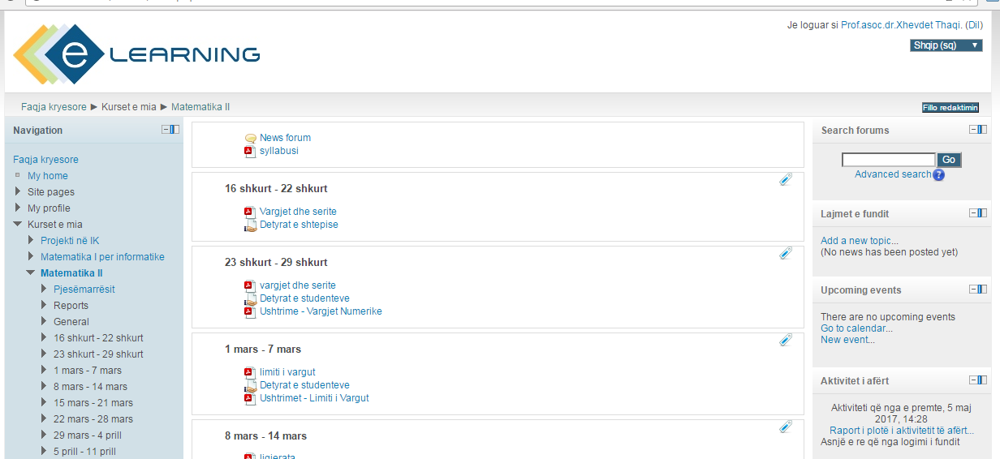 Je loguar si Prof.asoc.dr.Xhevdet Thaqi. (Dil)
Shqip (sq)
e LEARNING
Faqja kryesore ► Kurset e mia ► Matematika II
Fillo redaktimin
Navigation
Faqja kryesore
My home
Site pages
My profile
Kurset e mia
Projekti në IK
Matematika I per informatike
Matematika II
Pjesëmarrësit
Reports
General
16 shkurt - 22 shkurt
23 shkurt - 29 shkurt
1 mars - 7 mars
8 mars - 14 mars
15 mars - 21 mars
22 mars - 28 mars
29 mars - 4 prill
5 prill - 11 prill
News forum
syllabusi
16 shkurt - 22 shkurt
Vargjet dhe serite
Detyrat e shtepise
23 shkurt - 29 shkurt
vargjet dhe serite
Detyrat e studenteve
Ushtrime - Vargjet Numerike
1 mars - 7 mars
limiti i vargut
Detyrat e studenteve
Ushtrimet - Limiti i Vargut
8 mars - 14 mars
ligjerata
Search forums
Go
Advanced search ?
Lajmet e fundit
Add a new topic...
(No news has been posted yet)
Upcoming events
There are no upcoming events
Go to calendar...
New event...
Aktivitet i afërt
Aktiviteti që nga e premte, 5 maj
2017, 14:28
Raport i plotë i aktivitetit të afërt...
Asnjë e re që nga logimi i fundit